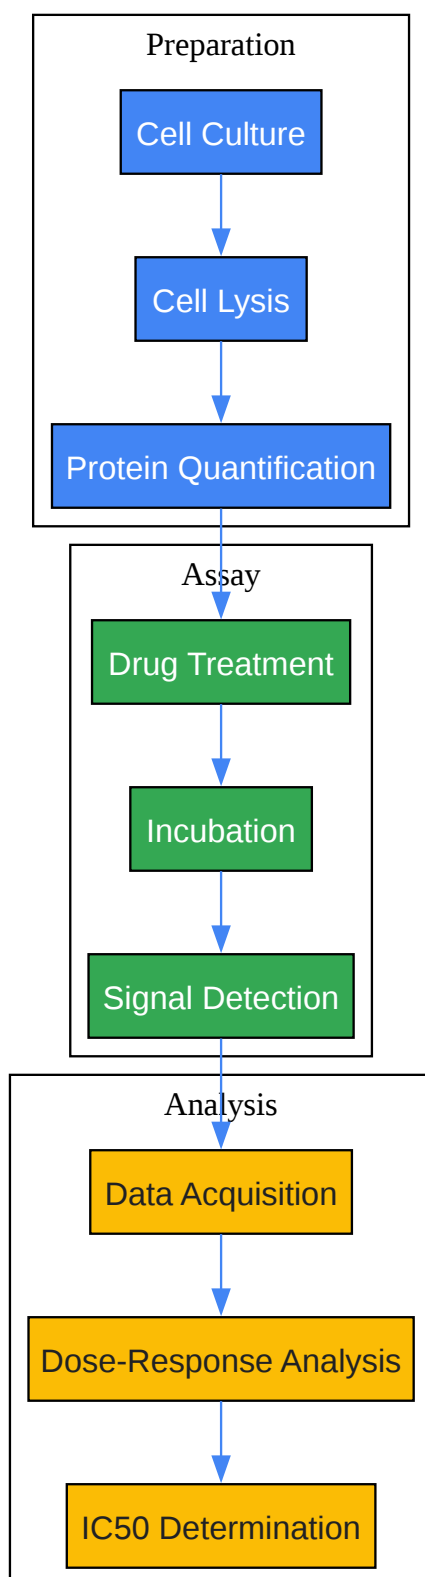 Preparation
Cell Culture
Cell Lysis
Protein Quantification
Assay
Drug Treatment
Incubation
Signal Detection
Analysis
Data Acquisition
Dose-Response Analysis
IC50 Determination